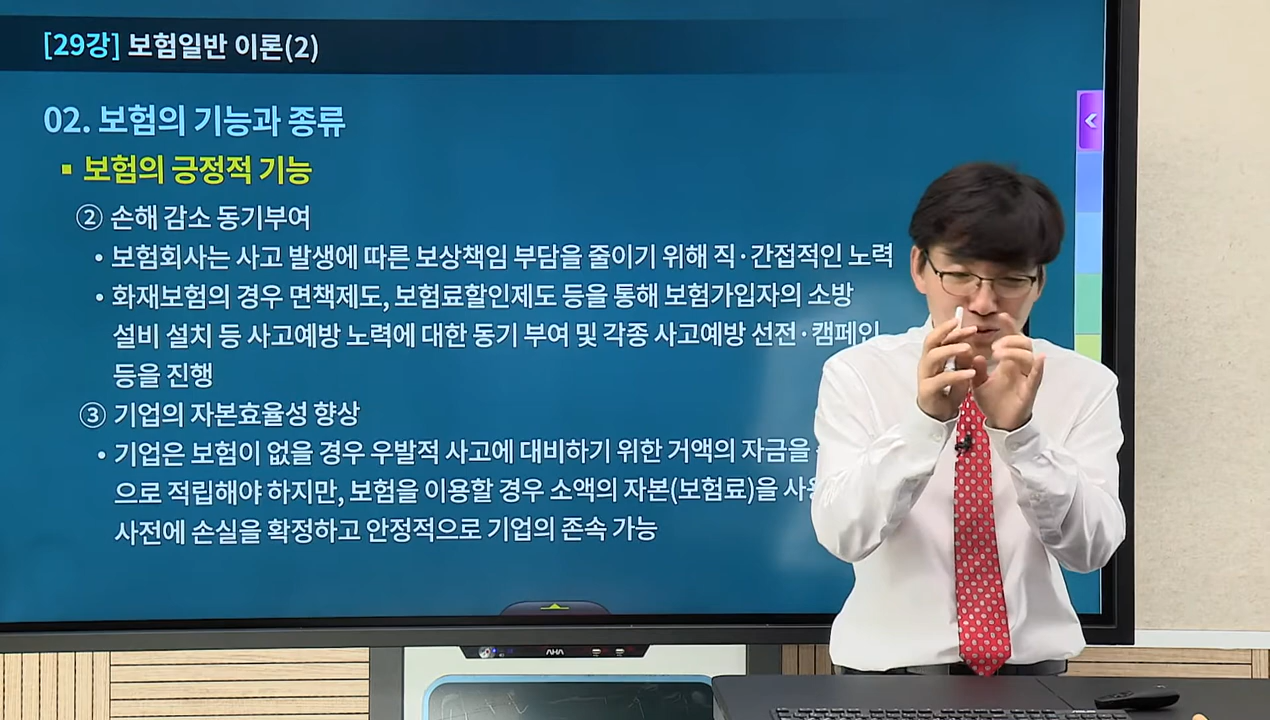 [29강] 보험일반 이론(2)
02. 보험의 기능과 종류
▪ 보험의 긍정적 기능
② 손해 감소 동기부여
• 보험회사는 사고 발생에 따른 보상책임 부담을 줄이기 위해 직·간접적인 노력
• 화재보험의 경우 면책제도, 보험료할인제도 등을 통해 보험가입자의 소방
설비 설치 등 사고예방 노력에 대한 동기 부여 및 각종 사고예방 선전·캠페인
등을 진행
③ 기업의 자본효율성 향상
• 기업은 보험이 없을 경우 우발적 사고에 대비하기 위한 거액의 자금을
으로 적립해야 하지만, 보험을 이용할 경우 소액의 자본(보험료)을
사전에 손실을 확정하고 안정적으로 기업의 존속 가능
AHA